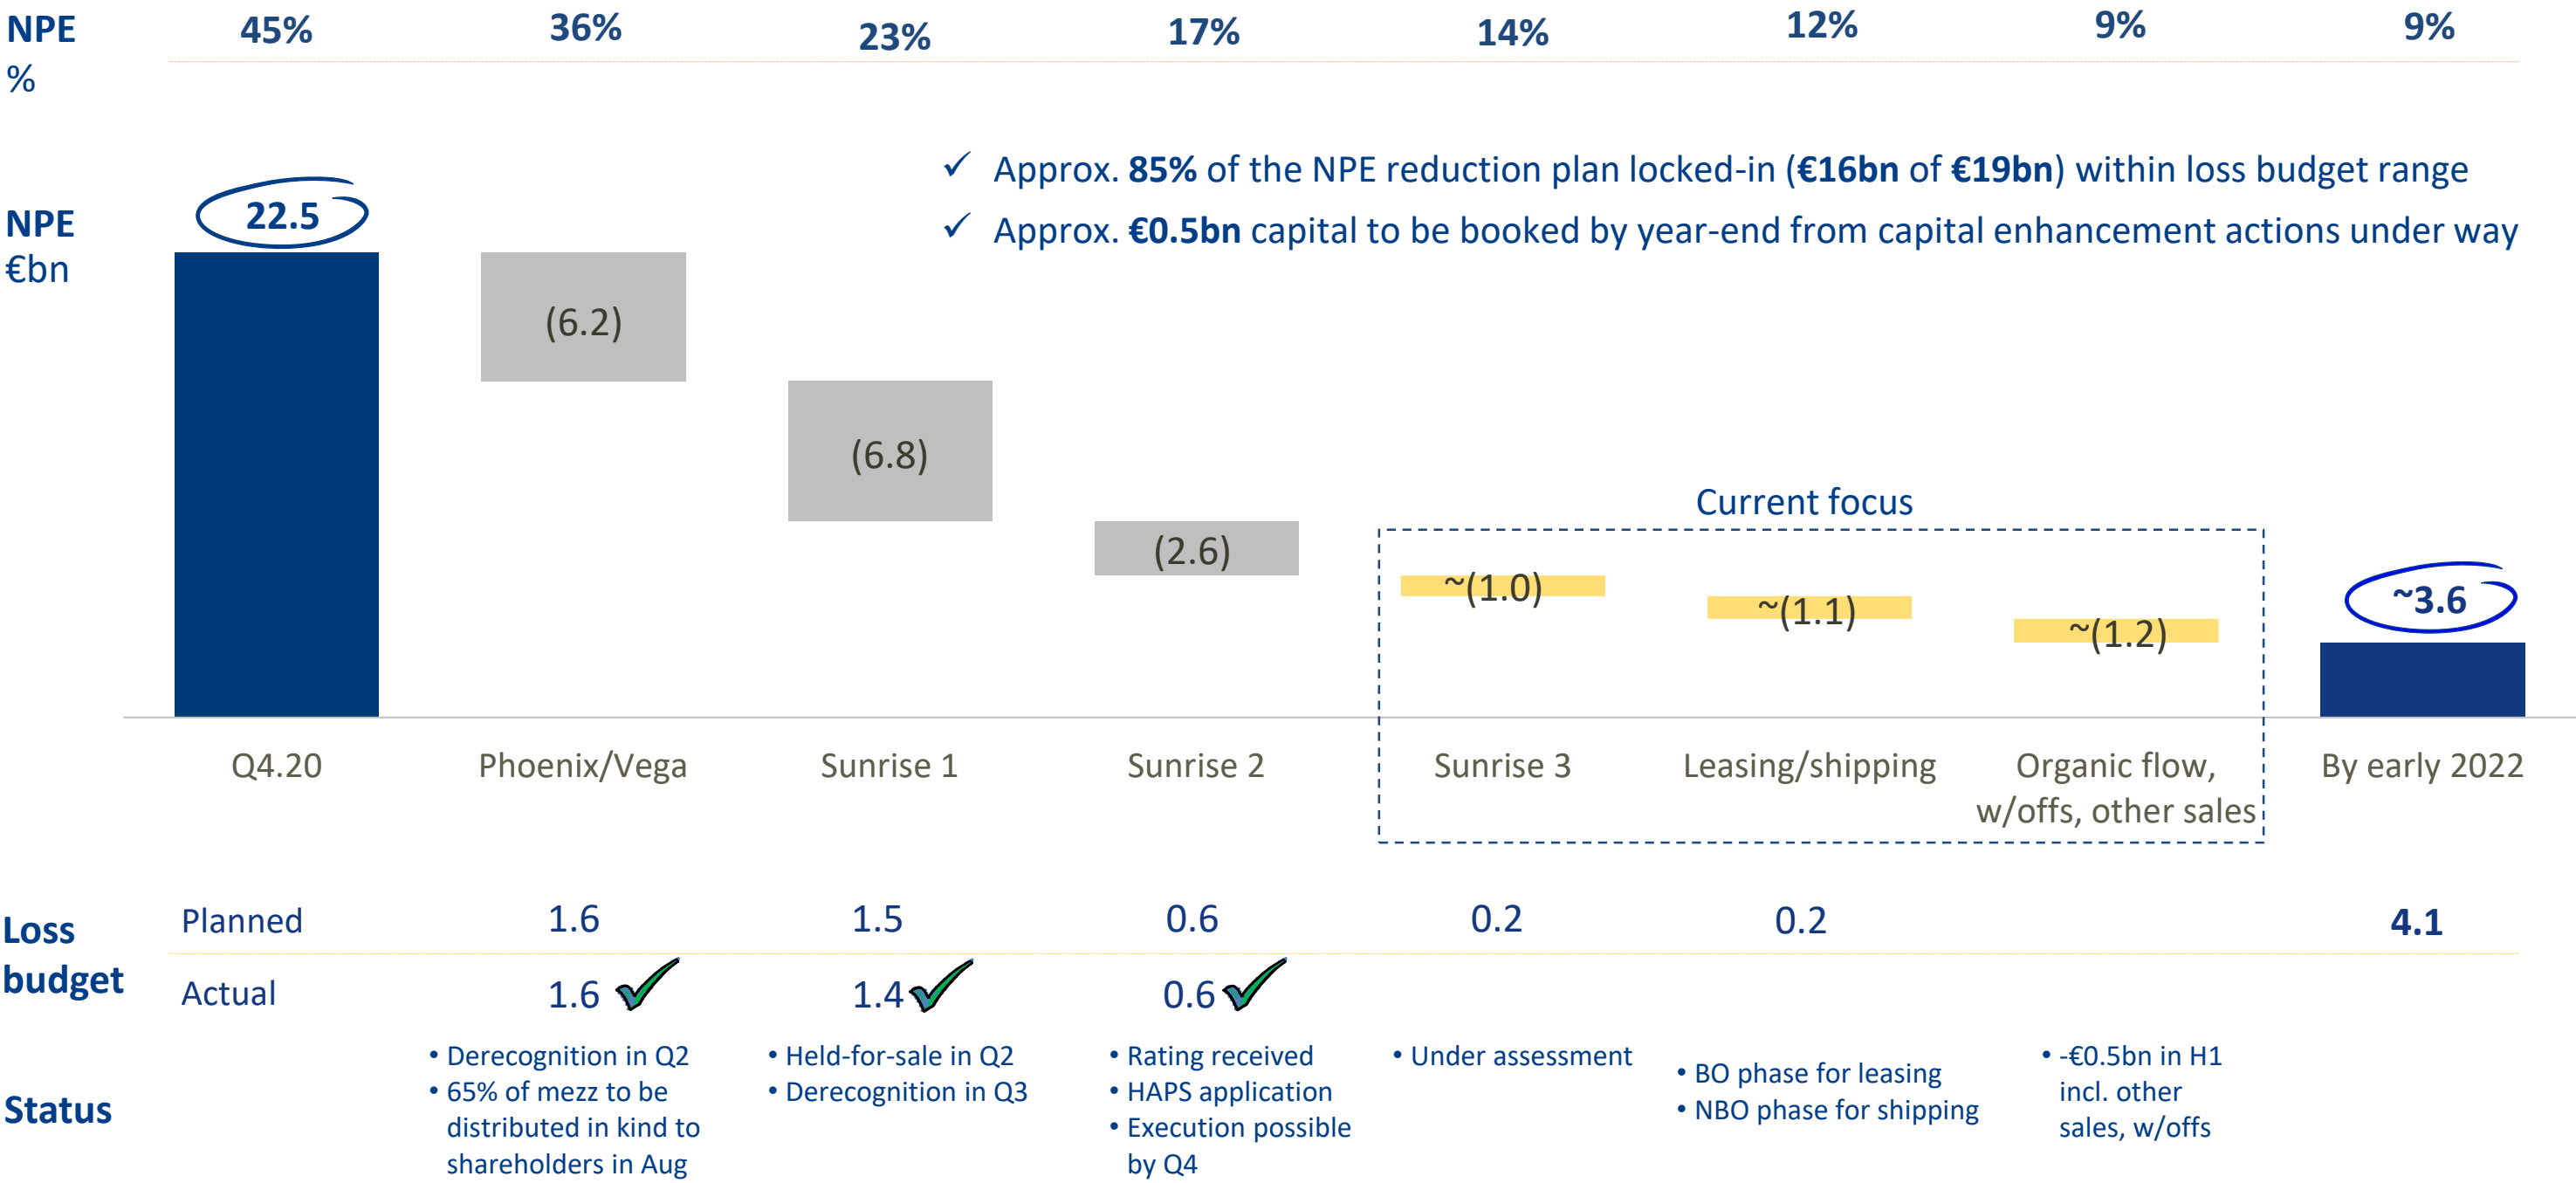 NPE
%
45%
36%
23%
17%
14%
12%
9%
9%
✓ Approx. 85% of the NPE reduction plan locked-in (€16bn of €19bn) within loss budget range
✓ Approx. €0.5bn capital to be booked by year-end from capital enhancement actions under way
NPE
€bn
22.5
(6.2)
(6.8)
(2.6)
Current focus
~(1.0)
~(1.1)
~(1.2)
~3.6
Q4.20
Phoenix/Vega
Sunrise 1
Sunrise 2
Sunrise 3
Leasing/shipping
Organic flow,
w/offs, other sales
By early 2022
Loss
budget
Planned
1.6
1.5
0.6
0.2
0.2
4.1
Actual
1.6
1.4
0.6
Status
• Derecognition in Q2
• 65% of mezz to be
distributed in kind to
shareholders in Aug
• Held-for-sale in Q2
• Derecognition in Q3
• Rating received
• HAPS application
• Execution possible
by Q4
• Under assessment
• BO phase for leasing
• NBO phase for shipping
• -€0.5bn in H1
incl. other
sales, w/offs